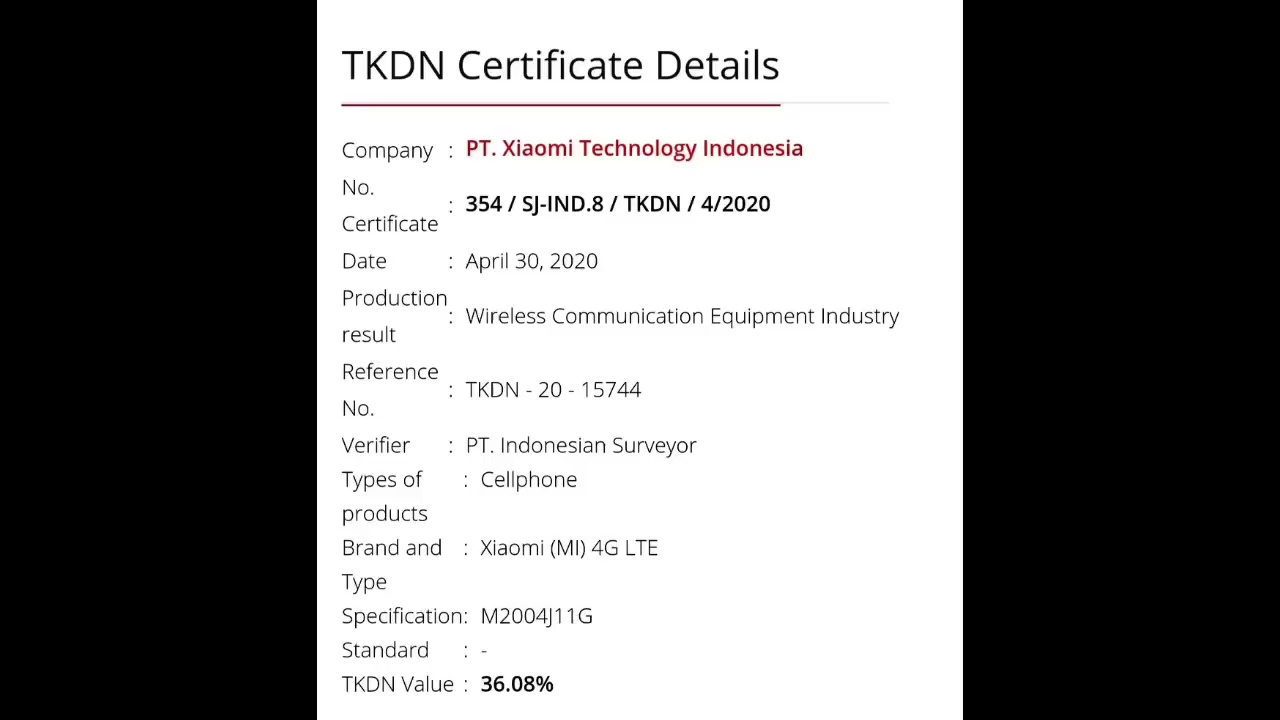 TKDN Certificate Details
Company : PT. Xiaomi Technology Indonesia
No.
Certificate : 354 / SJ-IND.8 / TKDN / 4/2020
Date : April 30, 2020
Production
result : Wireless Communication Equipment Industry
Reference
No. : TKDN - 20 - 15744
Verifier : PT. Indonesian Surveyor
Types of : Cellphone
products
Brand and : Xiaomi (MI) 4G LTE
Type
Specification: M2004J11G
Standard : -
TKDN Value : 36.08%